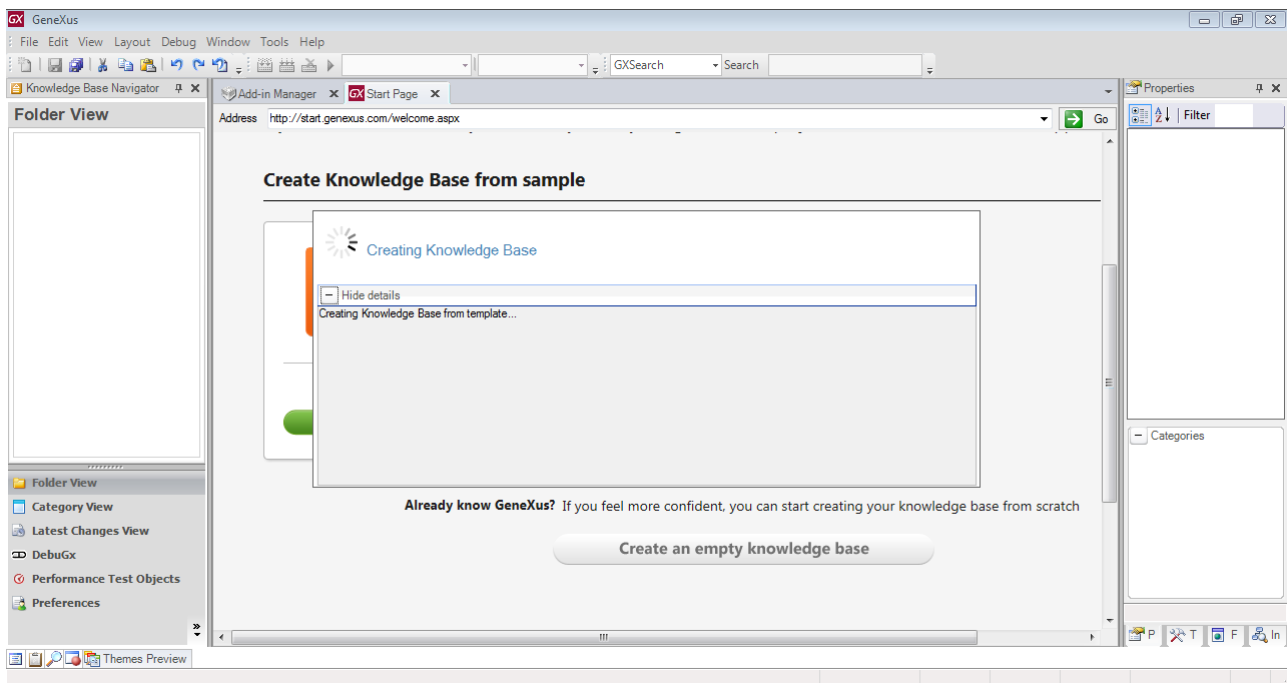 GX GeneXus
File Edit View Layout Debug Window Tools Help
GXSearch Search
Knowledge Base Navigator
Add-in Manager GX Start Page
Properties
Folder View
Address http://start.genexus.com/welcome.aspx Go
Filter
Create Knowledge Base from sample
Creating Knowledge Base
Hide details
Creating Knowledge Base from template...
Categories
Folder View
Category View
Latest Changes View
DebuGx
Performance Test Objects
Preferences
Already know GeneXus? If you feel more confident, you can start creating your knowledge base from scratch
Create an empty knowledge base
P T F In
Themes Preview